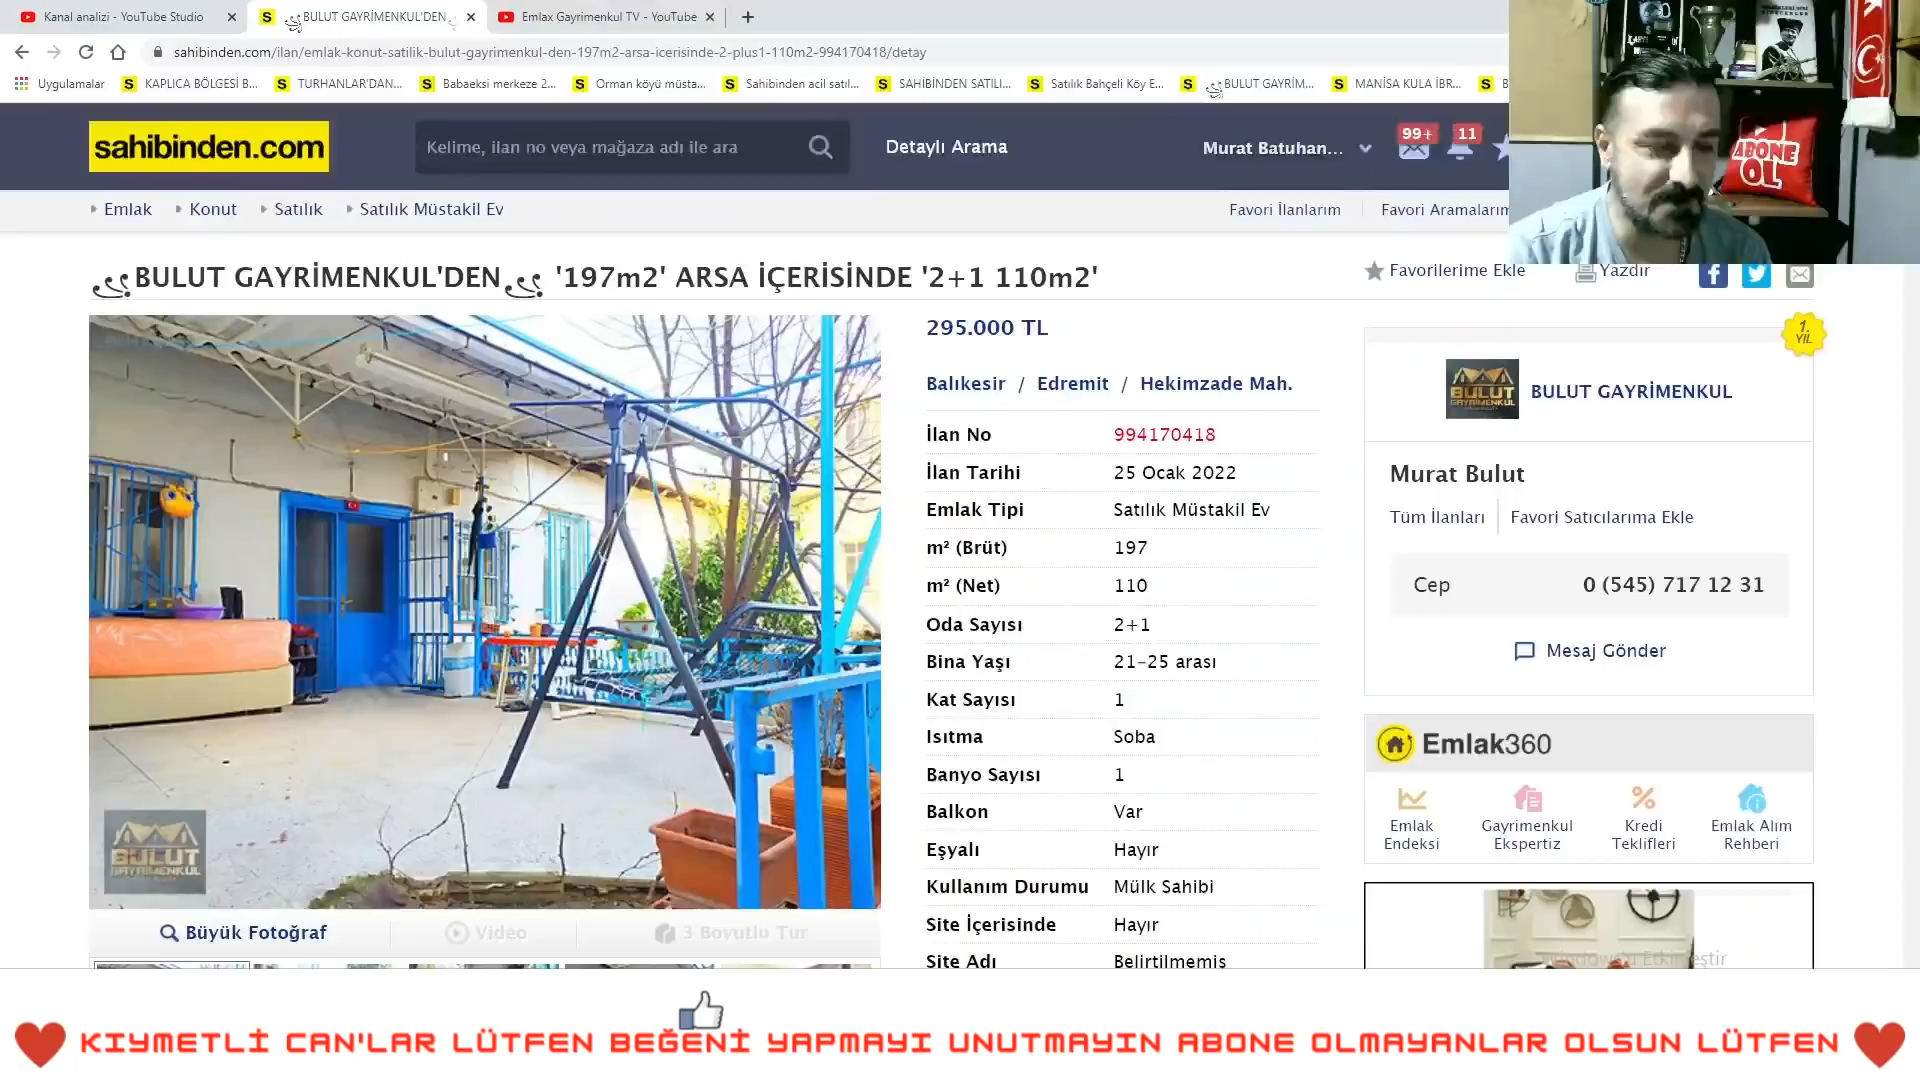 Kanal analizi - YouTube Studio
BULUT GAYRİMENKUL'DEN
Emlax Gayrimenkul TV - YouTube
sahibinden.com/ilan/emlak-konut-satilik-bulut-gayrimenkul-den-197m2-arsa-icerisinde-2-plus1-110m2-994170418/detay
Uygulamalar
KAPLICA BÖLGESİ B...
TURHANLAR'DAN...
Babaeksi merkeze 2...
Orman köyü müsta...
Sahibinden acil satıl...
SAHİBİNDEN SATILI...
Satılık Bahçeli Köy E...
BULUT GAYRİM...
MANİSA KULA İBR...
B
sahibinden.com
Kelime, ilan no veya mağaza adı ile ara
Detaylı Arama
Murat Batuhan...
99+
11
ABONE
OL
Emlak
Konut
Satılık
Satılık Müstakil Ev
Favori İlanlarım
Favori Aramalarım
BULUT GAYRİMENKUL'DEN '197m2' ARSA İÇERİSİNDE '2+1 110m2'
Favorilerime Ekle
Yazdır
295.000 TL
Balıkesir / Edremit / Hekimzade Mah.
İlan No 994170418
İlan Tarihi 25 Ocak 2022
Emlak Tipi Satılık Müstakil Ev
m² (Brüt) 197
m² (Net) 110
Oda Sayısı 2+1
Bina Yaşı 21-25 arası
Kat Sayısı 1
Isıtma Soba
Banyo Sayısı 1
Balkon Var
Eşyalı Hayır
Kullanım Durumu Mülk Sahibi
Site İçerisinde Hayır
Site Adı Belirtilmemiş
1.
YIL
BULUT
GAYRİMENKUL
BULUT GAYRİMENKUL
Murat Bulut
Tüm İlanları
Favori Satıcılarıma Ekle
Cep 0 (545) 717 12 31
Mesaj Gönder
Emlak360
Emlak
Endeksi
Gayrimenkul
Ekspertiz
Kredi
Teklifleri
Emlak Alım
Rehberi
BULUT
GAYRİMENKUL
Büyük Fotoğraf
Video
3 Boyutlu Tur
KIYMETLİ CAN'LAR LÜTFEN BEĞENİ YAPMAYI UNUTMAYIN ABONE OLMAYANLAR OLSUN LÜTFEN